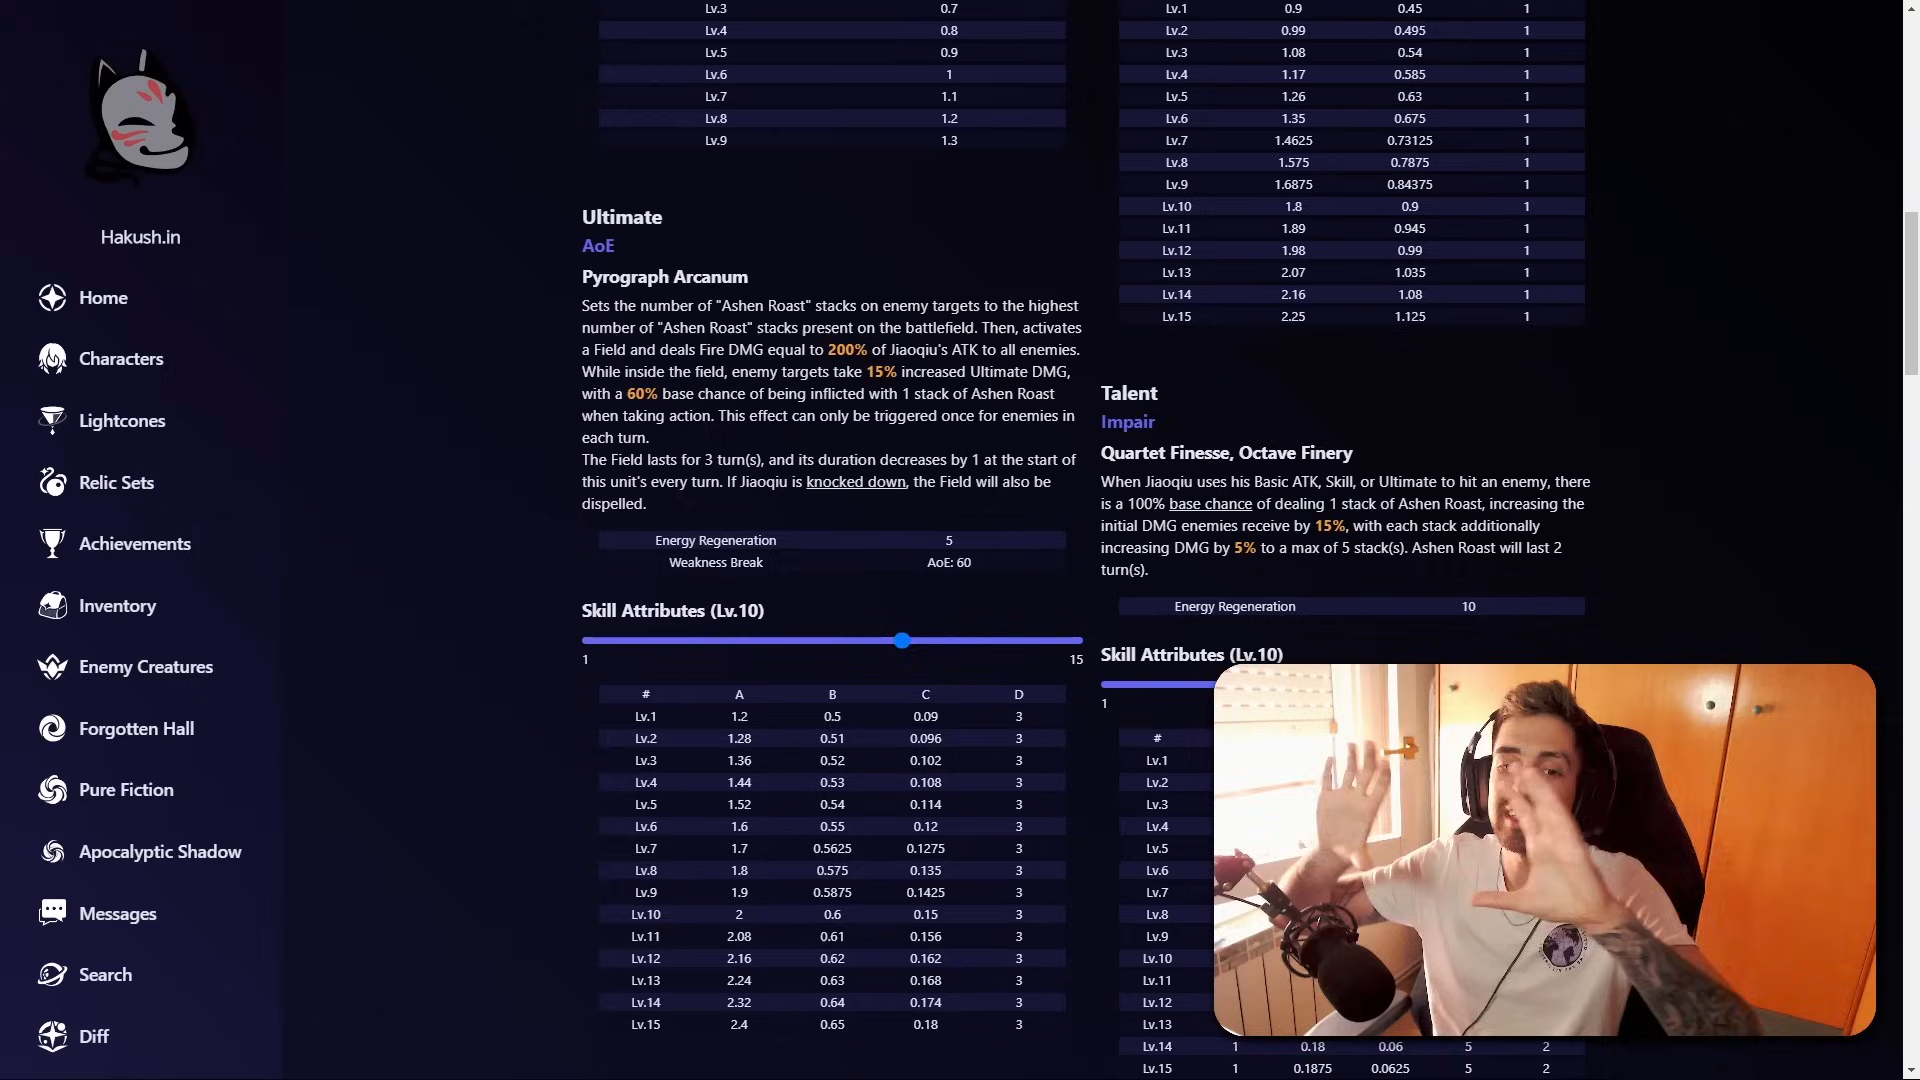 Hakush.in
Home
Characters
Lightcones
Relic Sets
Achievements
Inventory
Enemy Creatures
Forgotten Hall
Pure Fiction
Apocalyptic Shadow
Messages
Search
Diff
Lv.3 0.7
Lv.4 0.8
Lv.5 0.9
Lv.6 1
Lv.7 1.1
Lv.8 1.2
Lv.9 1.3
Ultimate
AoE
Pyrograph Arcanum
Sets the number of "Ashen Roast" stacks on enemy targets to the highest
number of "Ashen Roast" stacks present on the battlefield. Then, activates
a Field and deals Fire DMG equal to 200% of Jiaoqiu's ATK to all enemies.
While inside the field, enemy targets take 15% increased Ultimate DMG,
with a 60% base chance of being inflicted with 1 stack of Ashen Roast
when taking action. This effect can only be triggered once for enemies in
each turn.
The Field lasts for 3 turn(s), and its duration decreases by 1 at the start of
this unit's every turn. If Jiaoqiu is knocked down, the Field will also be
dispelled.
Energy Regeneration 5
Weakness Break AoE: 60
Skill Attributes (Lv.10)
1 15
# A B C D
Lv.1 1.2 0.5 0.09 3
Lv.2 1.28 0.51 0.096 3
Lv.3 1.36 0.52 0.102 3
Lv.4 1.44 0.53 0.108 3
Lv.5 1.52 0.54 0.114 3
Lv.6 1.6 0.55 0.12 3
Lv.7 1.7 0.5625 0.1275 3
Lv.8 1.8 0.575 0.135 3
Lv.9 1.9 0.5875 0.1425 3
Lv.10 2 0.6 0.15 3
Lv.11 2.08 0.61 0.156 3
Lv.12 2.16 0.62 0.162 3
Lv.13 2.24 0.63 0.168 3
Lv.14 2.32 0.64 0.174 3
Lv.15 2.4 0.65 0.18 3
Lv.1 0.9 0.45 1
Lv.2 0.99 0.495 1
Lv.3 1.08 0.54 1
Lv.4 1.17 0.585 1
Lv.5 1.26 0.63 1
Lv.6 1.35 0.675 1
Lv.7 1.4625 0.73125 1
Lv.8 1.575 0.7875 1
Lv.9 1.6875 0.84375 1
Lv.10 1.8 0.9 1
Lv.11 1.89 0.945 1
Lv.12 1.98 0.99 1
Lv.13 2.07 1.035 1
Lv.14 2.16 1.08 1
Lv.15 2.25 1.125 1
Talent
Impair
Quartet Finesse, Octave Finery
When Jiaoqiu uses his Basic ATK, Skill, or Ultimate to hit an enemy, there
is a 100% base chance of dealing 1 stack of Ashen Roast, increasing the
initial DMG enemies receive by 15%, with each stack additionally
increasing DMG by 5% to a max of 5 stack(s). Ashen Roast will last 2
turn(s).
Energy Regeneration 10
Skill Attributes (Lv.10)
1
#
Lv.1
Lv.2
Lv.3
Lv.4
Lv.5
Lv.6
Lv.7
Lv.8
Lv.9
Lv.10
Lv.11
Lv.12
Lv.13
Lv.14 1 0.18 0.06 5 2
Lv.15 1 0.1875 0.0625 5 2